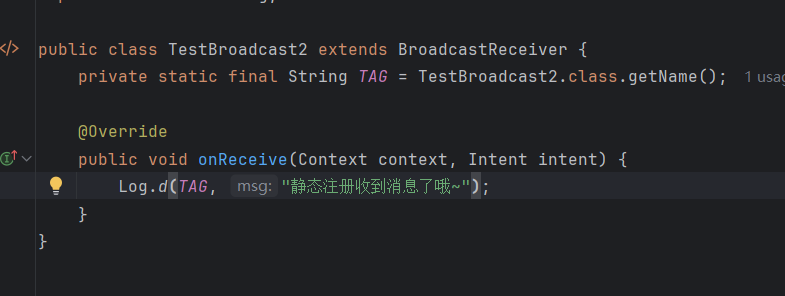 public class TestBroadcast2 extends BroadcastReceiver {
private static final String TAG = TestBroadcast2.class.getName(); 1 usag
@Override
public void onReceive(Context context, Intent intent) {
Log.d(TAG, msg: "静态注册收到消息了哦~");
}
}